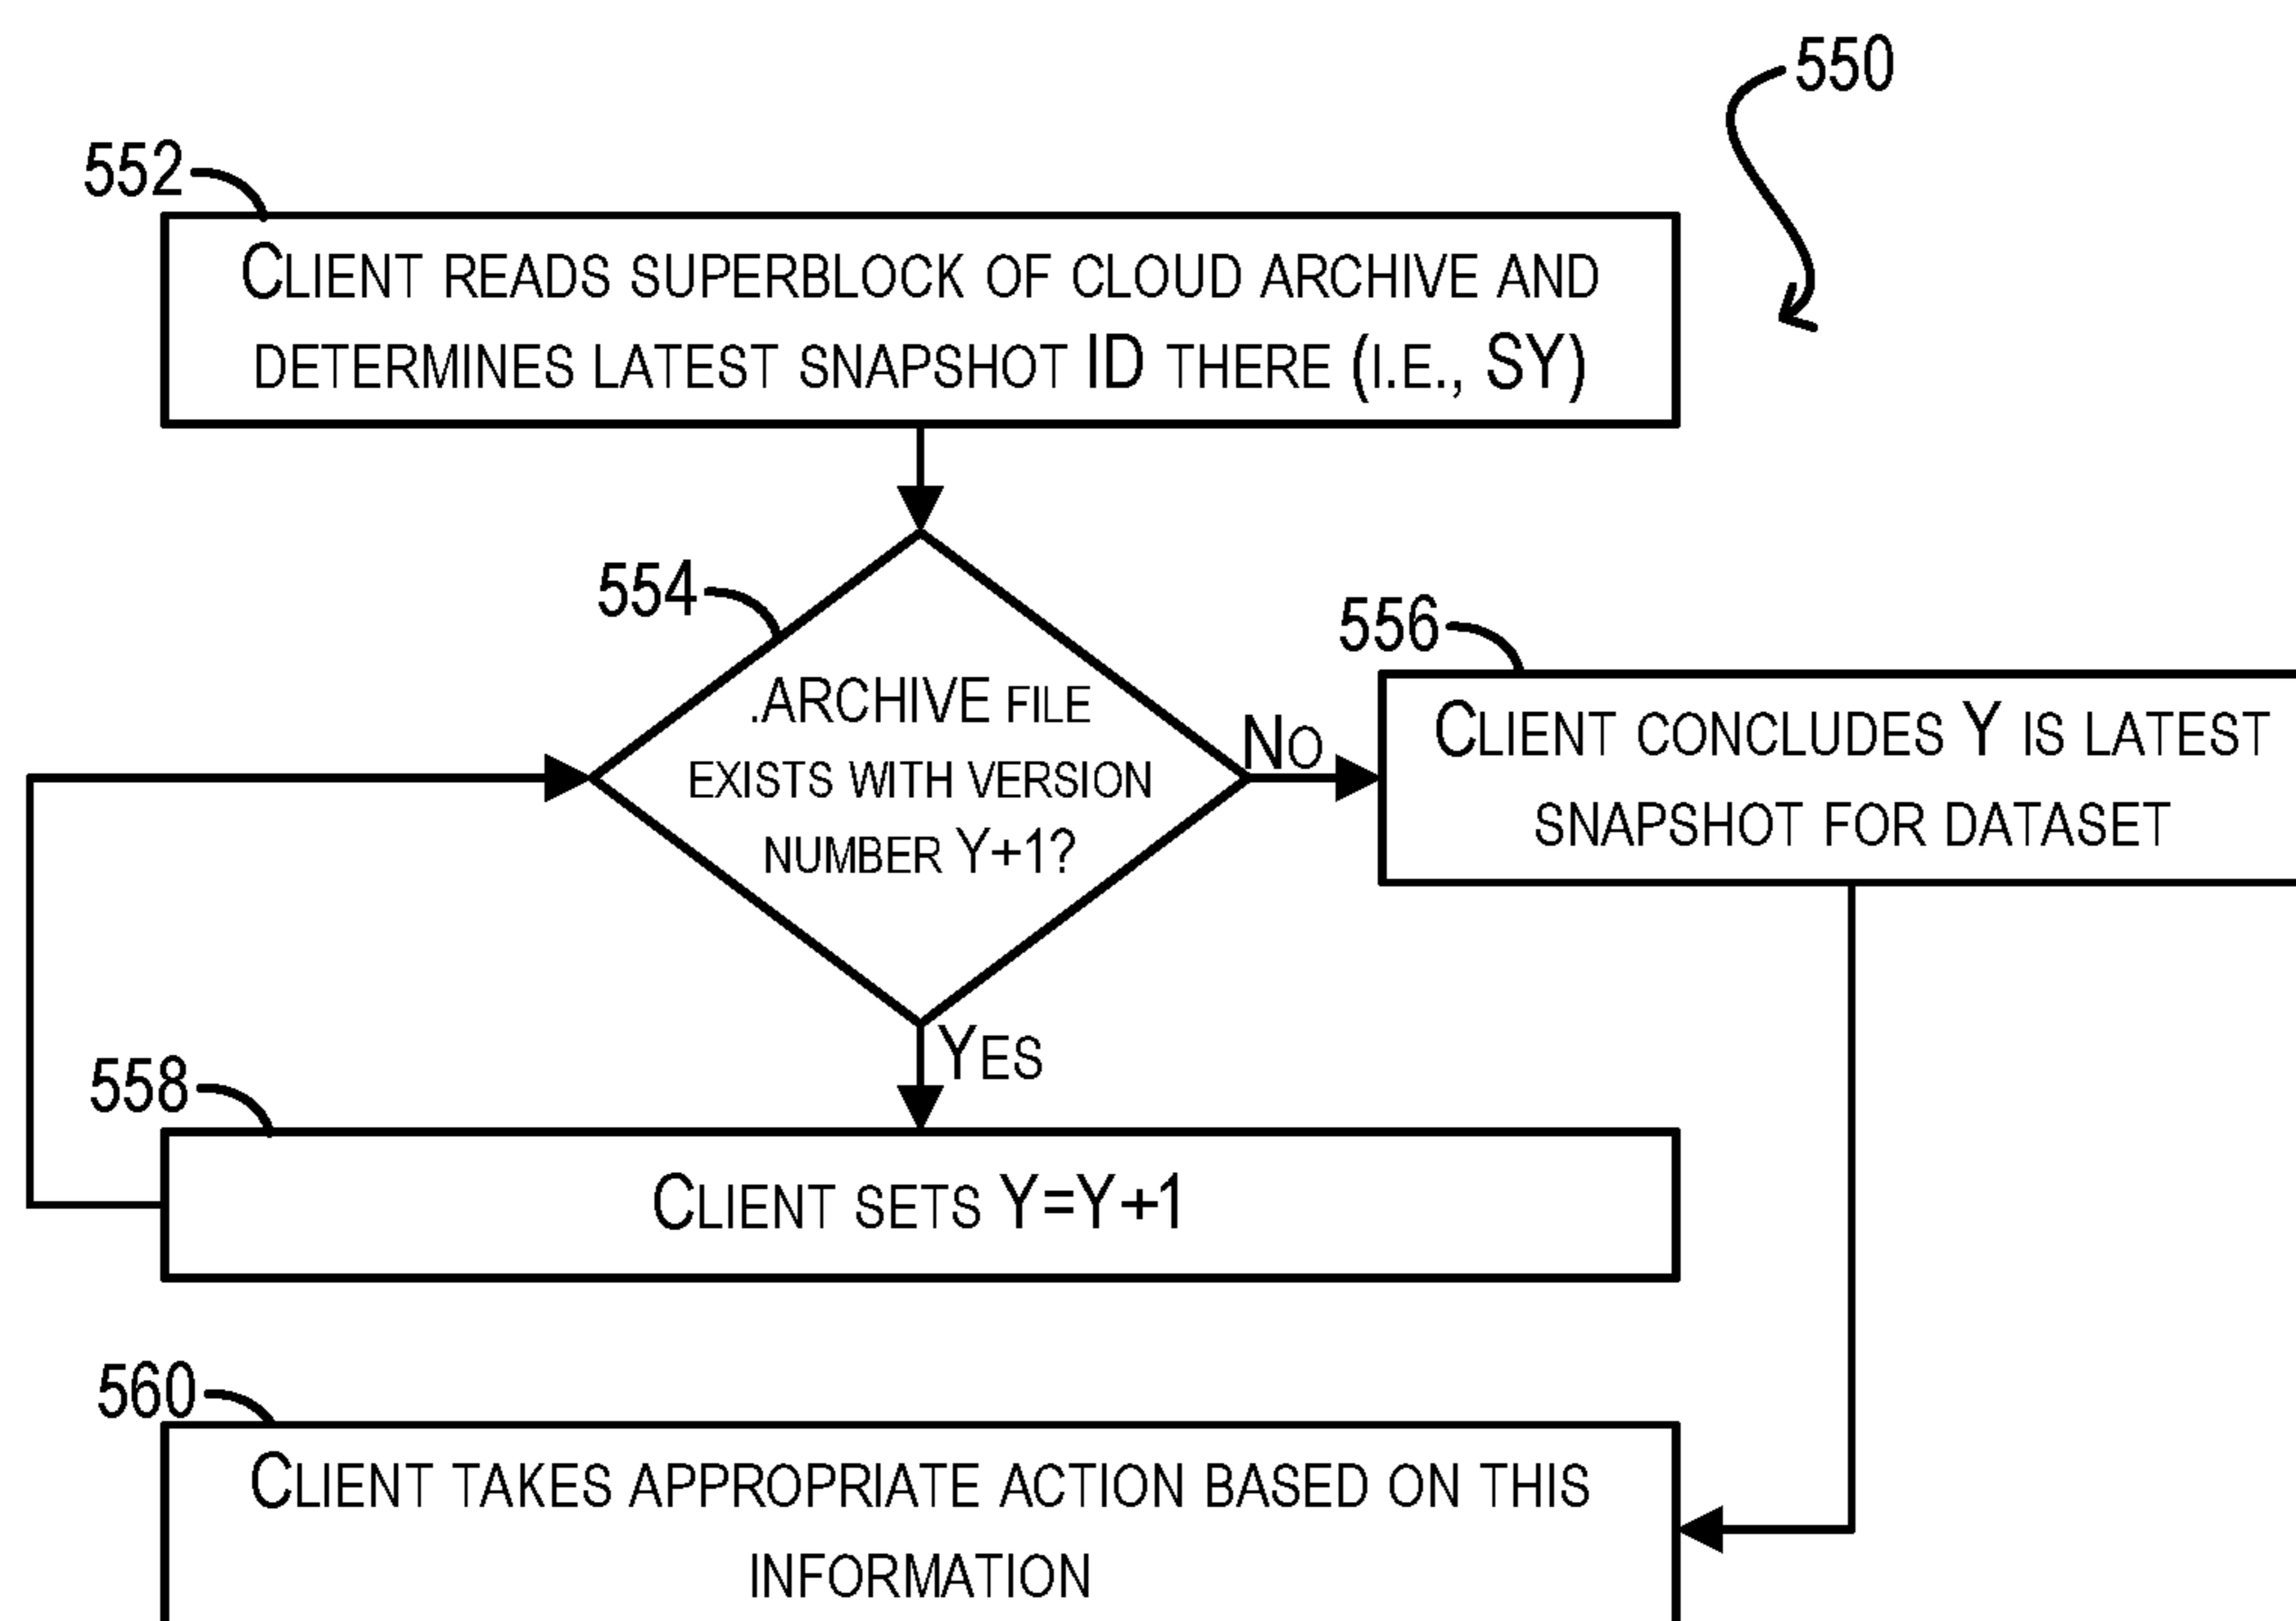 550
552
Client reads superblock of cloud archive and
determines latest snapshot ID there (i.e., SY)
554
.ARCHIVE file
exists with version
number Y+1?
No
556
Client concludes Y is latest
snapshot for dataset
Yes
558
Client sets Y=Y+1
560
Client takes appropriate action based on this
information